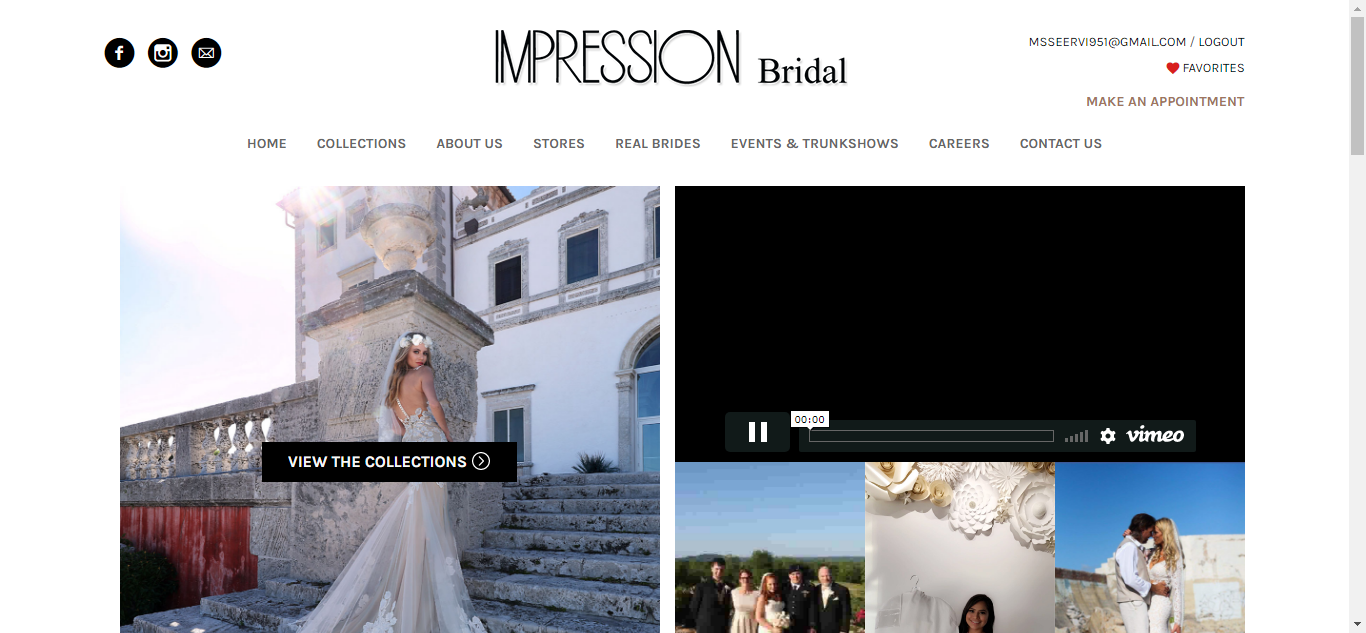 IMPRESSION Bridal
MSSEERVI951@GMAIL.COM / LOGOUT
FAVORITES
MAKE AN APPOINTMENT
HOME COLLECTIONS ABOUT US STORES REAL BRIDES EVENTS & TRUNKSHOWS CAREERS CONTACT US
VIEW THE COLLECTIONS
00:00
vimeo